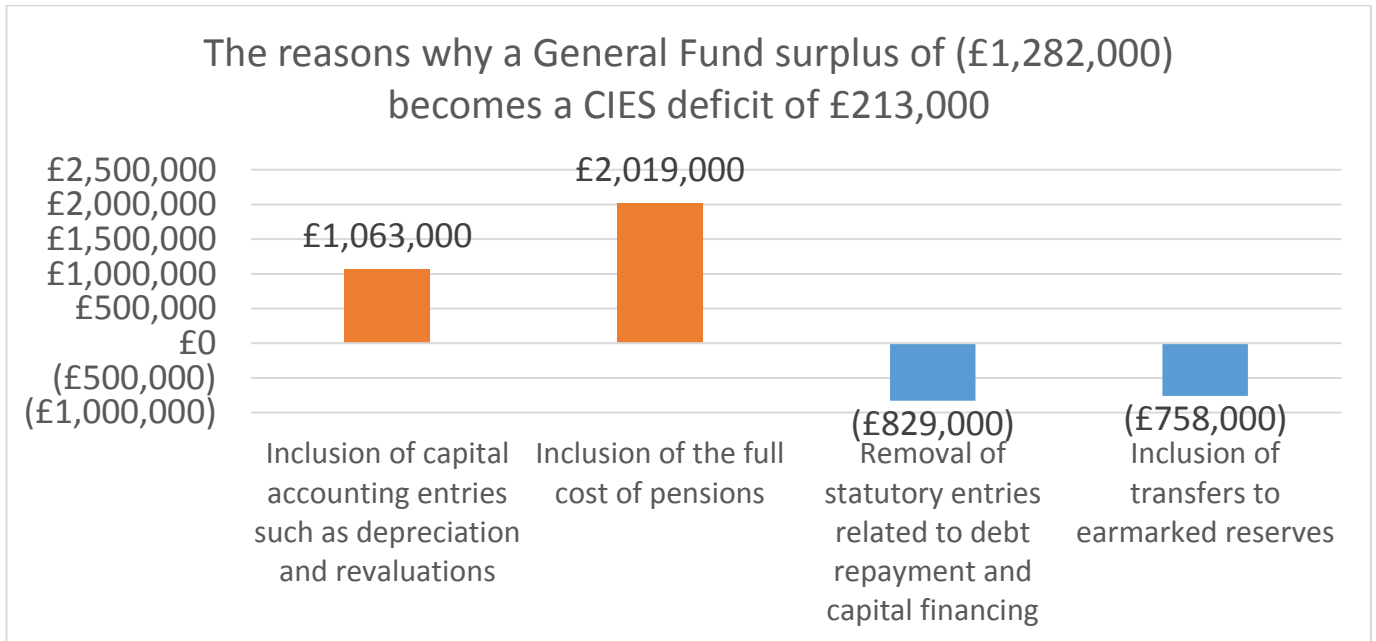 The reasons why a General Fund surplus of (£1,282,000)
becomes a CIES deficit of £213,000
£2,500,000
£2,000,000
£1,500,000
£1,000,000
£500,000
£0
(£500,000)
(£1,000,000)
£1,063,000
£2,019,000
(£829,000)
(£758,000)
Inclusion of capital
accounting entries
such as depreciation
and revaluations
Inclusion of the full
cost of pensions
Removal of
statutory entries
related to debt
repayment and
capital financing
Inclusion of
transfers to
earmarked reserves